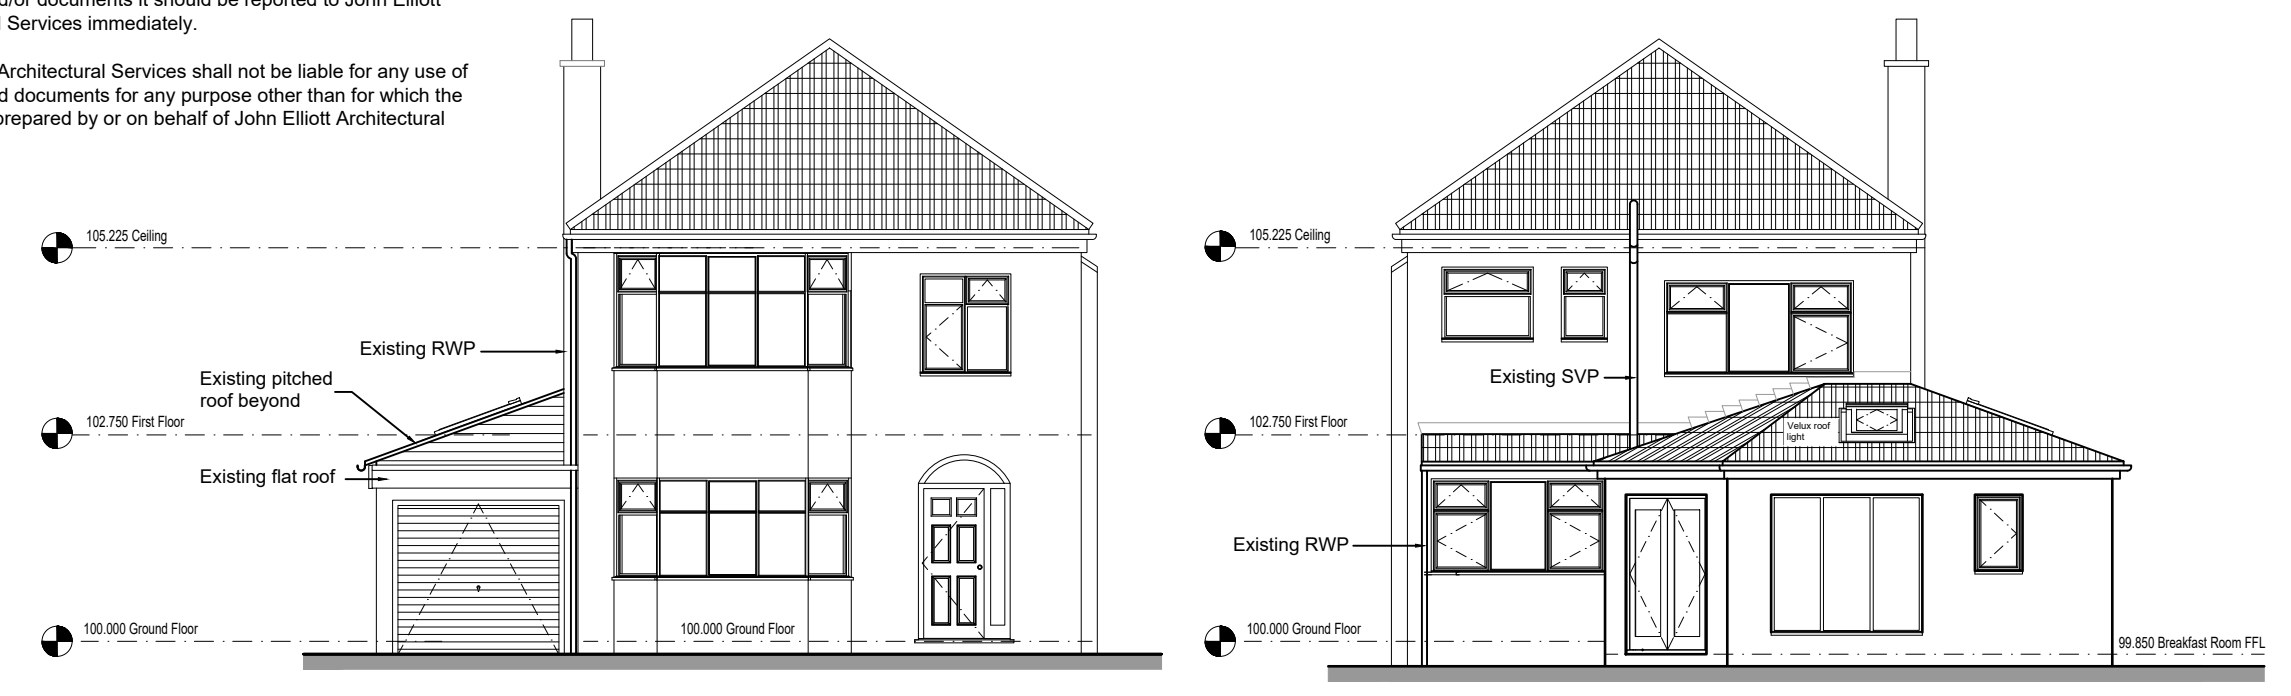 d/or documents it should be reported to John Elliott
l Services immediately.
Architectural Services shall not be liable for any use of
d documents for any purpose other than for which the
prepared by or on behalf of John Elliott Architectural
105.225 Ceiling
Existing RWP
Existing pitched
roof beyond
102.750 First Floor
Existing flat roof
100.000 Ground Floor
100.000 Ground Floor
105.225 Ceiling
Existing SVP
102.750 First Floor
Velux roof
light
Existing RWP
100.000 Ground Floor
99.850 Breakfast Room FFL